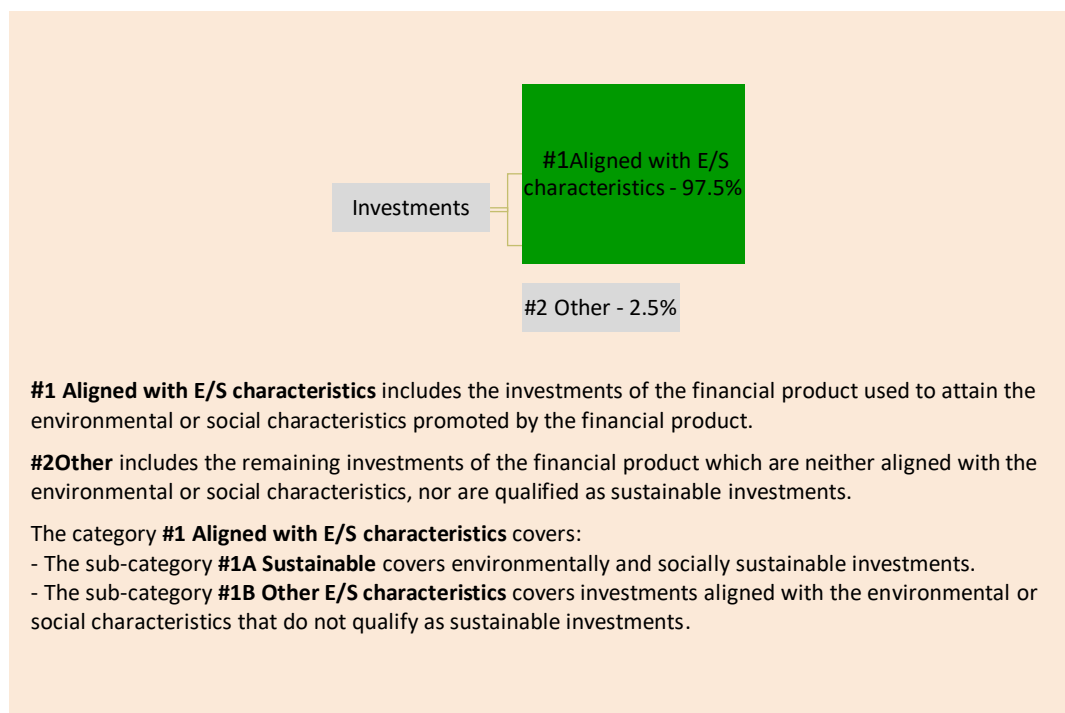 #1Aligned with E/S
characteristics - 97.5%
Investments
#2 Other - 2.5%
#1 Aligned with E/S characteristics includes the investments of the financial product used to attain the
environmental or social characteristics promoted by the financial product.
#2Other includes the remaining investments of the financial product which are neither aligned with the
environmental or social characteristics, nor are qualified as sustainable investments.
The category #1 Aligned with E/S characteristics covers:
- The sub-category #1A Sustainable covers environmentally and socially sustainable investments.
- The sub-category #1B Other E/S characteristics covers investments aligned with the environmental or
social characteristics that do not qualify as sustainable investments.